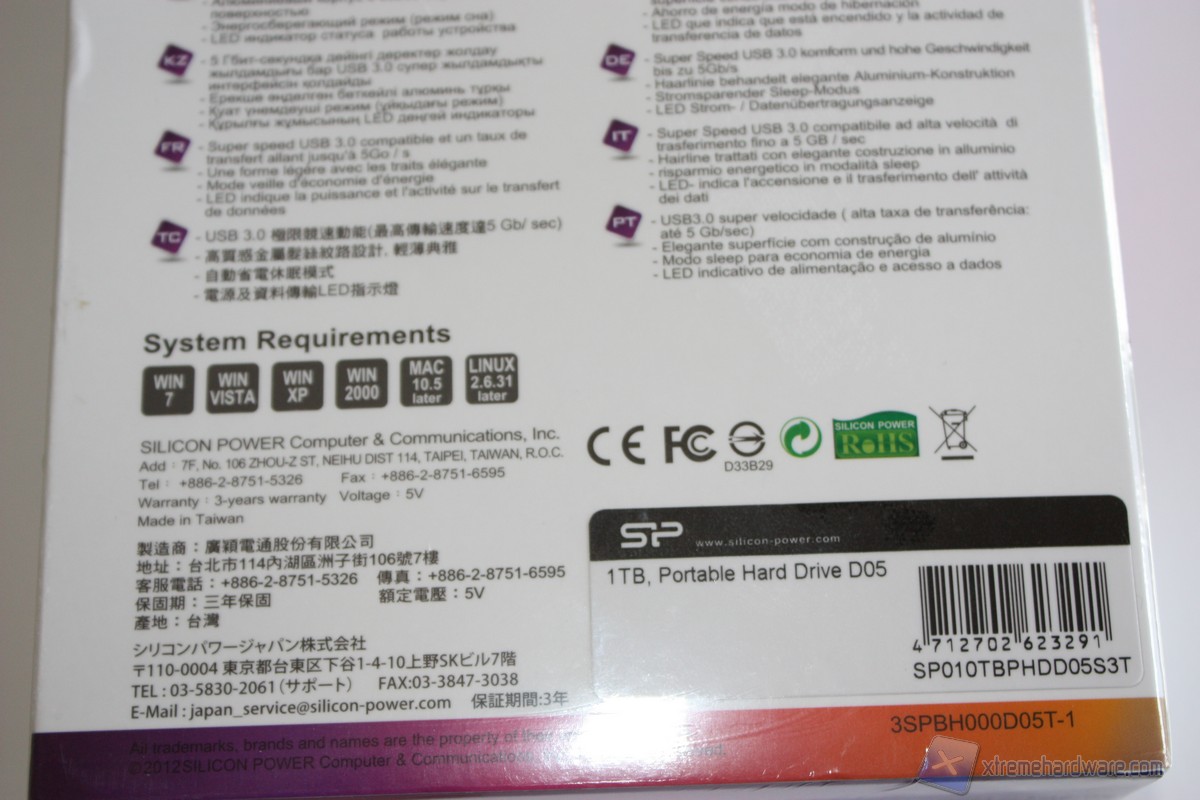 поверхностью
- Энергосберегающий режим (режим сна)
- LED индикатор статуса работы устройства
KZ
- 5 Гбит-секундқа дейінгі деректер жолдау
жылдамдығы бар USB 3.0 супер жылдамдықты
интерфейсін қолдайды
- Ерекше өңделген беткейлі алюминь тұрқы
- Қуат үнемдеуші режим (ұйқыдағы режим)
- Құрылғы жұмысының LED деңгей индикаторы
FR
- Super speed USB 3.0 compatible et un taux de
transfert allant jusqu'à 5Go / s
- Une forme légére avec les traits élégante
- Mode veille d'économie d'énergie
- LED indique la puissance et l'activité sur le transfert
de données
TC
- USB 3.0 極限競速動能(最高傳輸速度達5 Gb/ sec)
- 高質感金屬髮絲紋路設計, 輕薄典雅
- 自動省電休眠模式
- 電源及資料傳輸LED指示燈
- Ahorro de energía modo de hibernación
- LED que indica que está encendido y la actividad de
transferencia de datos
DE
- Super Speed USB 3.0 komform und hohe Geschwindigkeit
bis zu 5Gb/s
- Haarlinie behandelt elegante Aluminium-Konstruktion
- Stromsparender Sleep-Modus
- LED Strom- / Datenübertragungsanzeige
IT
- Super Speed USB 3.0 compatibile ad alta velocità di
trasferimento fino a 5 GB / sec
- Hairline trattati con elegante costruzione in alluminio
- risparmio energetico in modalità sleep
- LED- indica l'accensione e il trasferimento dell' attività
dei dati
PT
- USB3.0 super velocidade ( alta taxa de transferência:
até 5 Gb/sec)
- Elegante superfície com construção de alumínio
- Modo sleep para economia de energia
- LED indicativo de alimentação e acesso a dados
System Requirements
WIN 7
WIN VISTA
WIN XP
WIN 2000
MAC 10.5 later
LINUX 2.6.31 later
SILICON POWER Computer & Communications, Inc.
Add : 7F, No. 106 ZHOU-Z ST, NEIHU DIST 114, TAIPEI, TAIWAN, R.O.C.
Tel : +886-2-8751-5326 Fax : +886-2-8751-6595
Warranty : 3-years warranty Voltage : 5V
Made in Taiwan
CE FC
D33B29
SILICON POWER
RoHS
製造商：廣穎電通股份有限公司
地址：台北市114內湖區洲子街106號7樓
客服電話：+886-2-8751-5326 傳真：+886-2-8751-6595
保固期：三年保固 額定電壓：5V
產地：台灣
シリコンパワージャパン株式会社
〒110-0004 東京都台東区下谷1-4-10上野SKビル7階
TEL : 03-5830-2061 (サポート) FAX:03-3847-3038
E-Mail : japan_service@silicon-power.com 保証期間:3年
SP www.silicon-power.com
1TB, Portable Hard Drive D05
4 712702 623291
SP010TBPHDD05S3T
3SPBH000D05T-1
All trademarks, brands and names are the property of their
©2012SILICON POWER Computer & Communications
xtremehardware.com